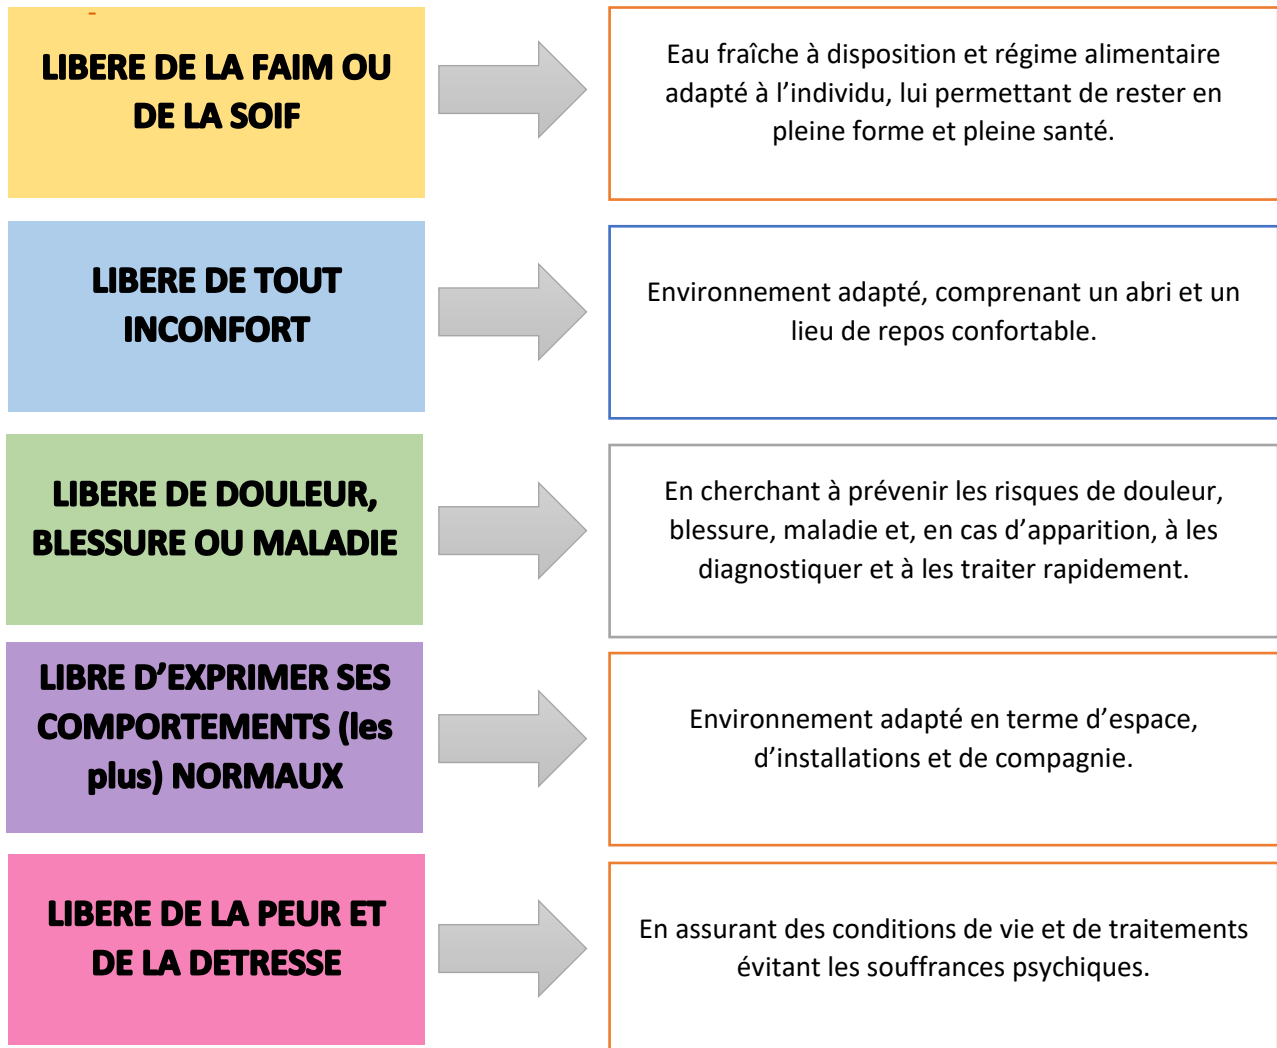 LIBERE DE LA FAIM OU
DE LA SOIF
Eau fraîche à disposition et régime alimentaire
adapté à l’individu, lui permettant de rester en
pleine forme et pleine santé.
LIBERE DE TOUT
INCONFORT
Environnement adapté, comprenant un abri et un
lieu de repos confortable.
LIBERE DE DOULEUR,
BLESSURE OU MALADIE
En cherchant à prévenir les risques de douleur,
blessure, maladie et, en cas d’apparition, à les
diagnostiquer et à les traiter rapidement.
LIBRE D’EXPRIMER SES
COMPORTEMENTS (les
plus) NORMAUX
Environnement adapté en terme d’espace,
d’installations et de compagnie.
LIBERE DE LA PEUR ET
DE LA DETRESSE
En assurant des conditions de vie et de traitements
évitant les souffrances psychiques.